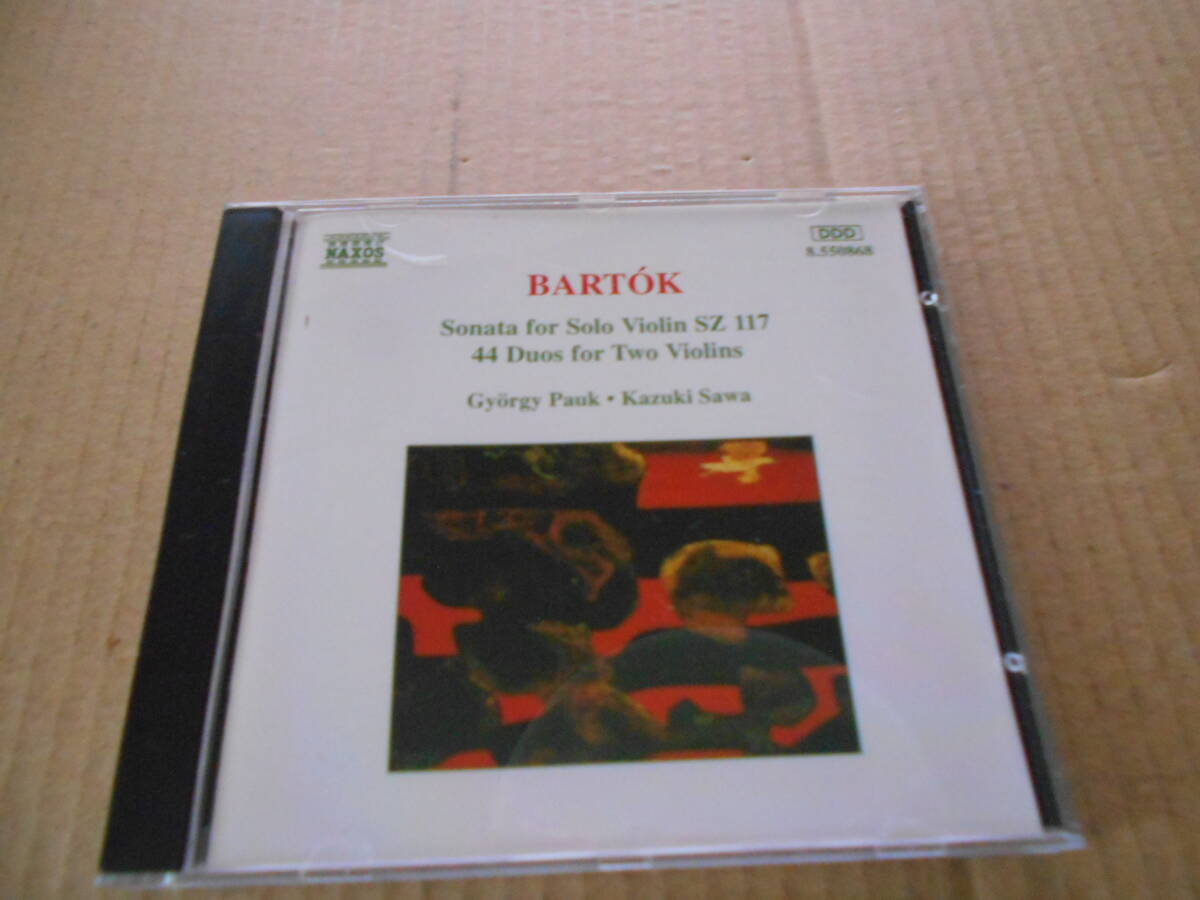 NAXOS
DDD
8.550868
BARTÓK
Sonata for Solo Violin SZ 117
44 Duos for Two Violins
György Pauk • Kazuki Sawa